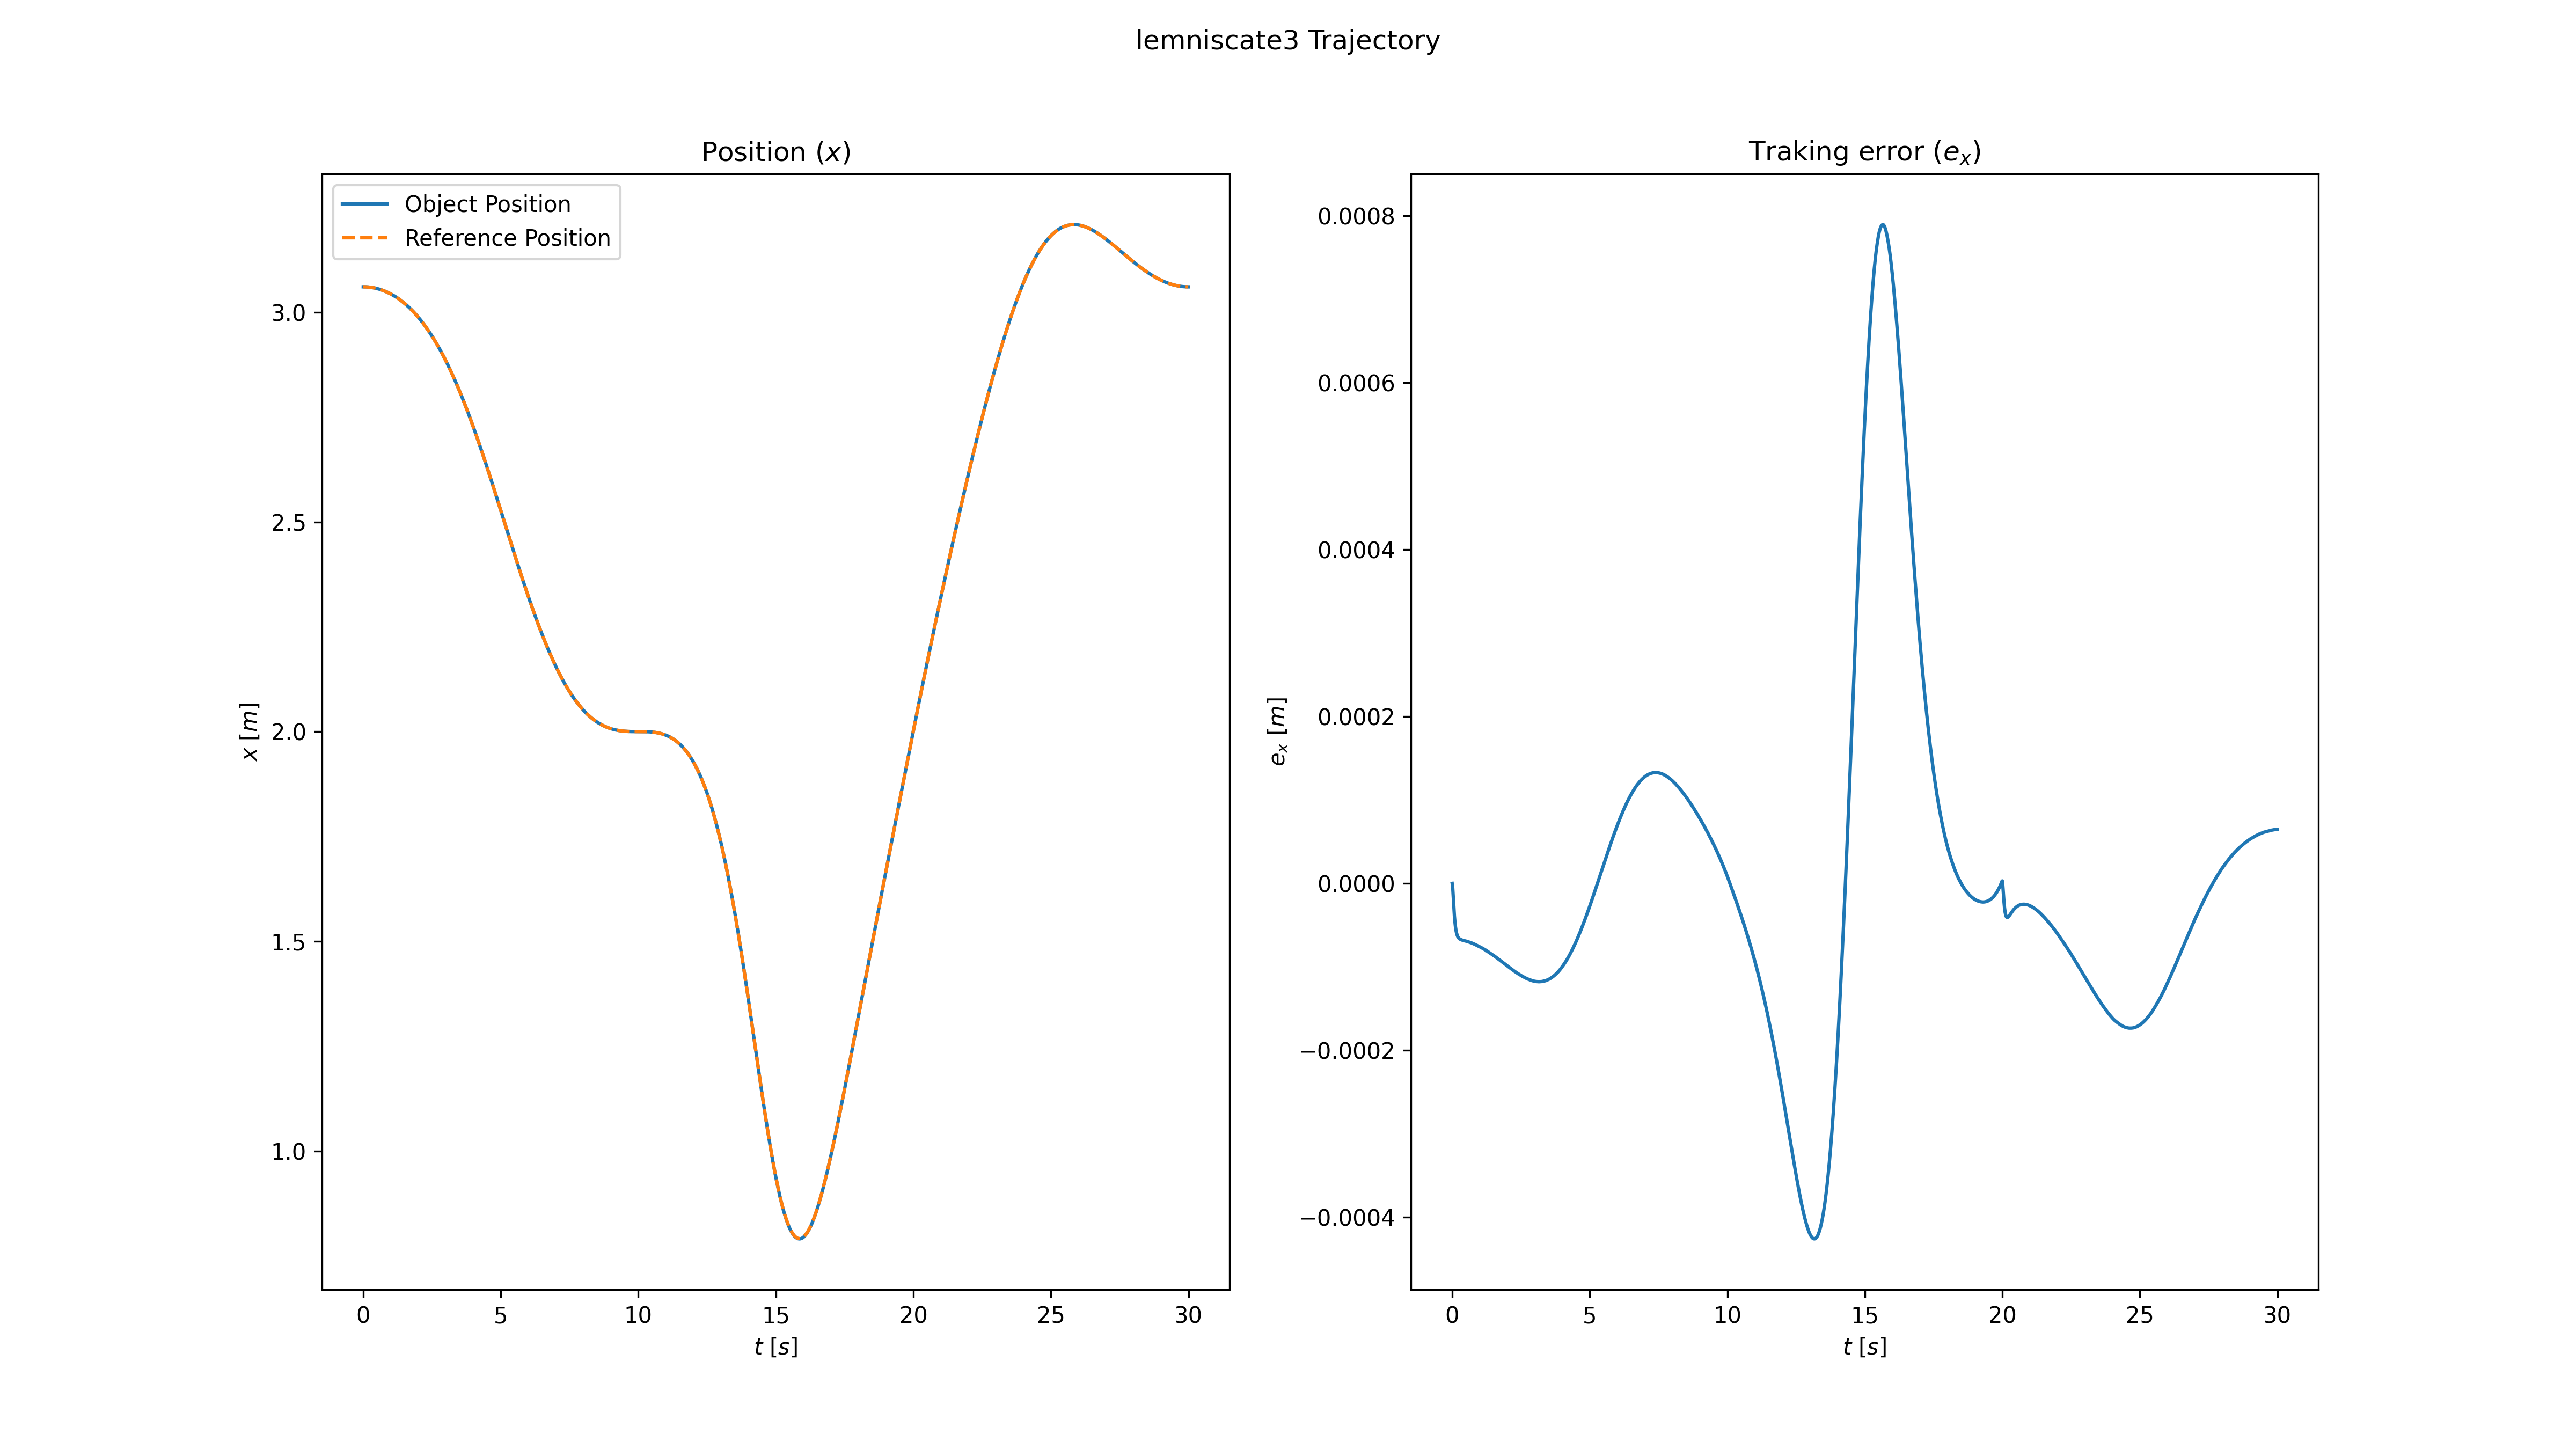 lemniscate3 Trajectory
Position (x)
Object Position
Reference Position
3.0
2.5
2.0
1.5
1.0
x [m]
0 5 10 15 20 25 30
t [s]
Traking error (eₓ)
0.0008
0.0006
0.0004
0.0002
0.0000
−0.0002
−0.0004
eₓ [m]
0 5 10 15 20 25 30
t [s]